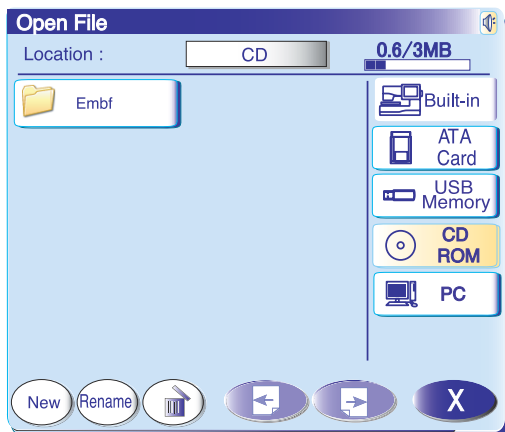 Open File
Location :
CD
0.6/3MB
Embf
Built-in
ATA
Card
USB
Memory
CD
ROM
PC
New
Rename
X